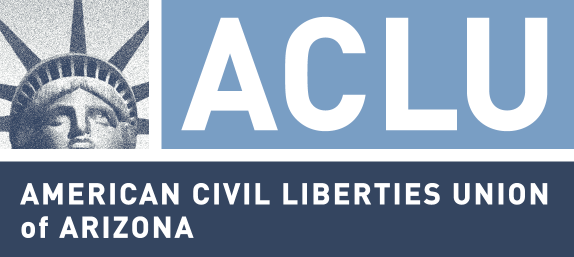 ACLU
AMERICAN CIVIL LIBERTIES UNION
of ARIZONA